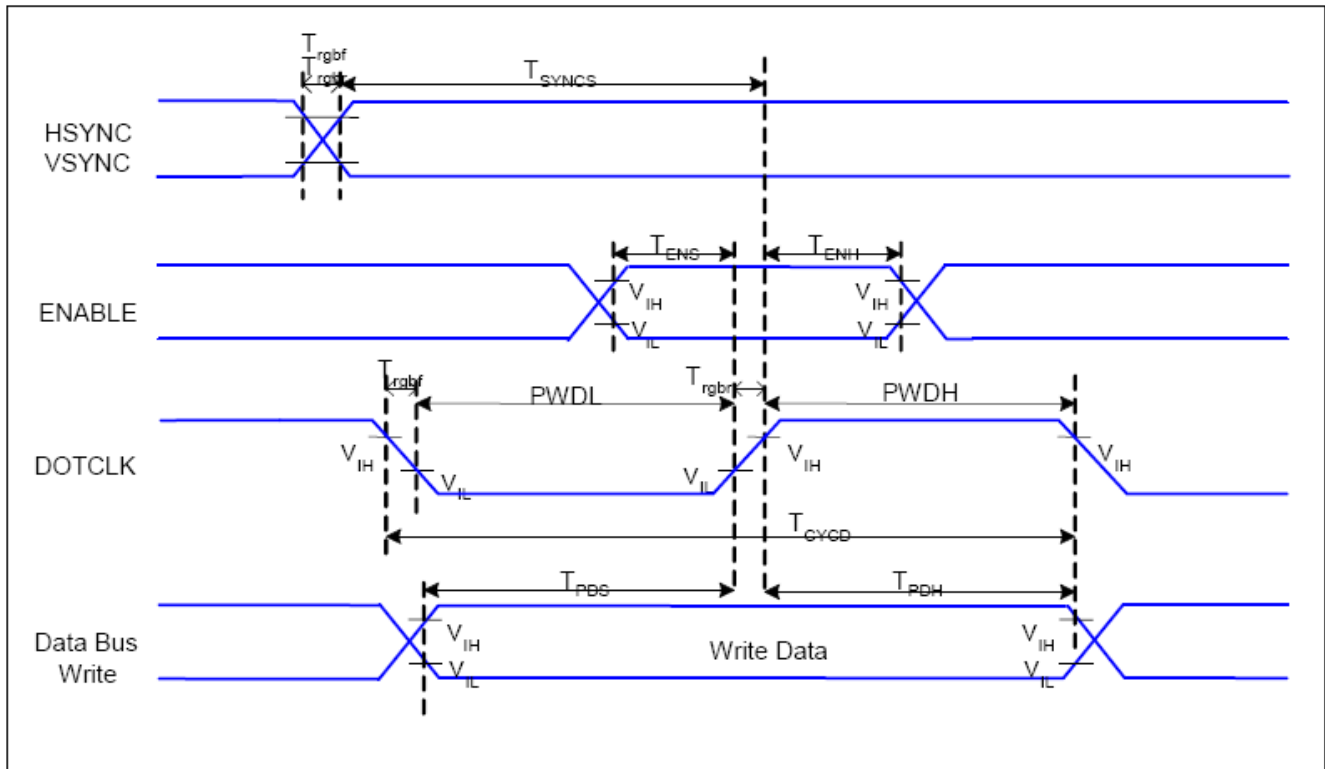 Trgbf
Trgbr
TSYNCS
HSYNC
VSYNC
TENS
TENH
VIH
VIH
ENABLE
VIL
VIL
Trgbf
Trgbr
PWDL
PWDH
VIH
VIH
VIH
DOTCLK
VIL
VIL
TCYCD
TPDS
TPDH
VIH
VIH
Data Bus
Write
Write Data
VIL
VIL